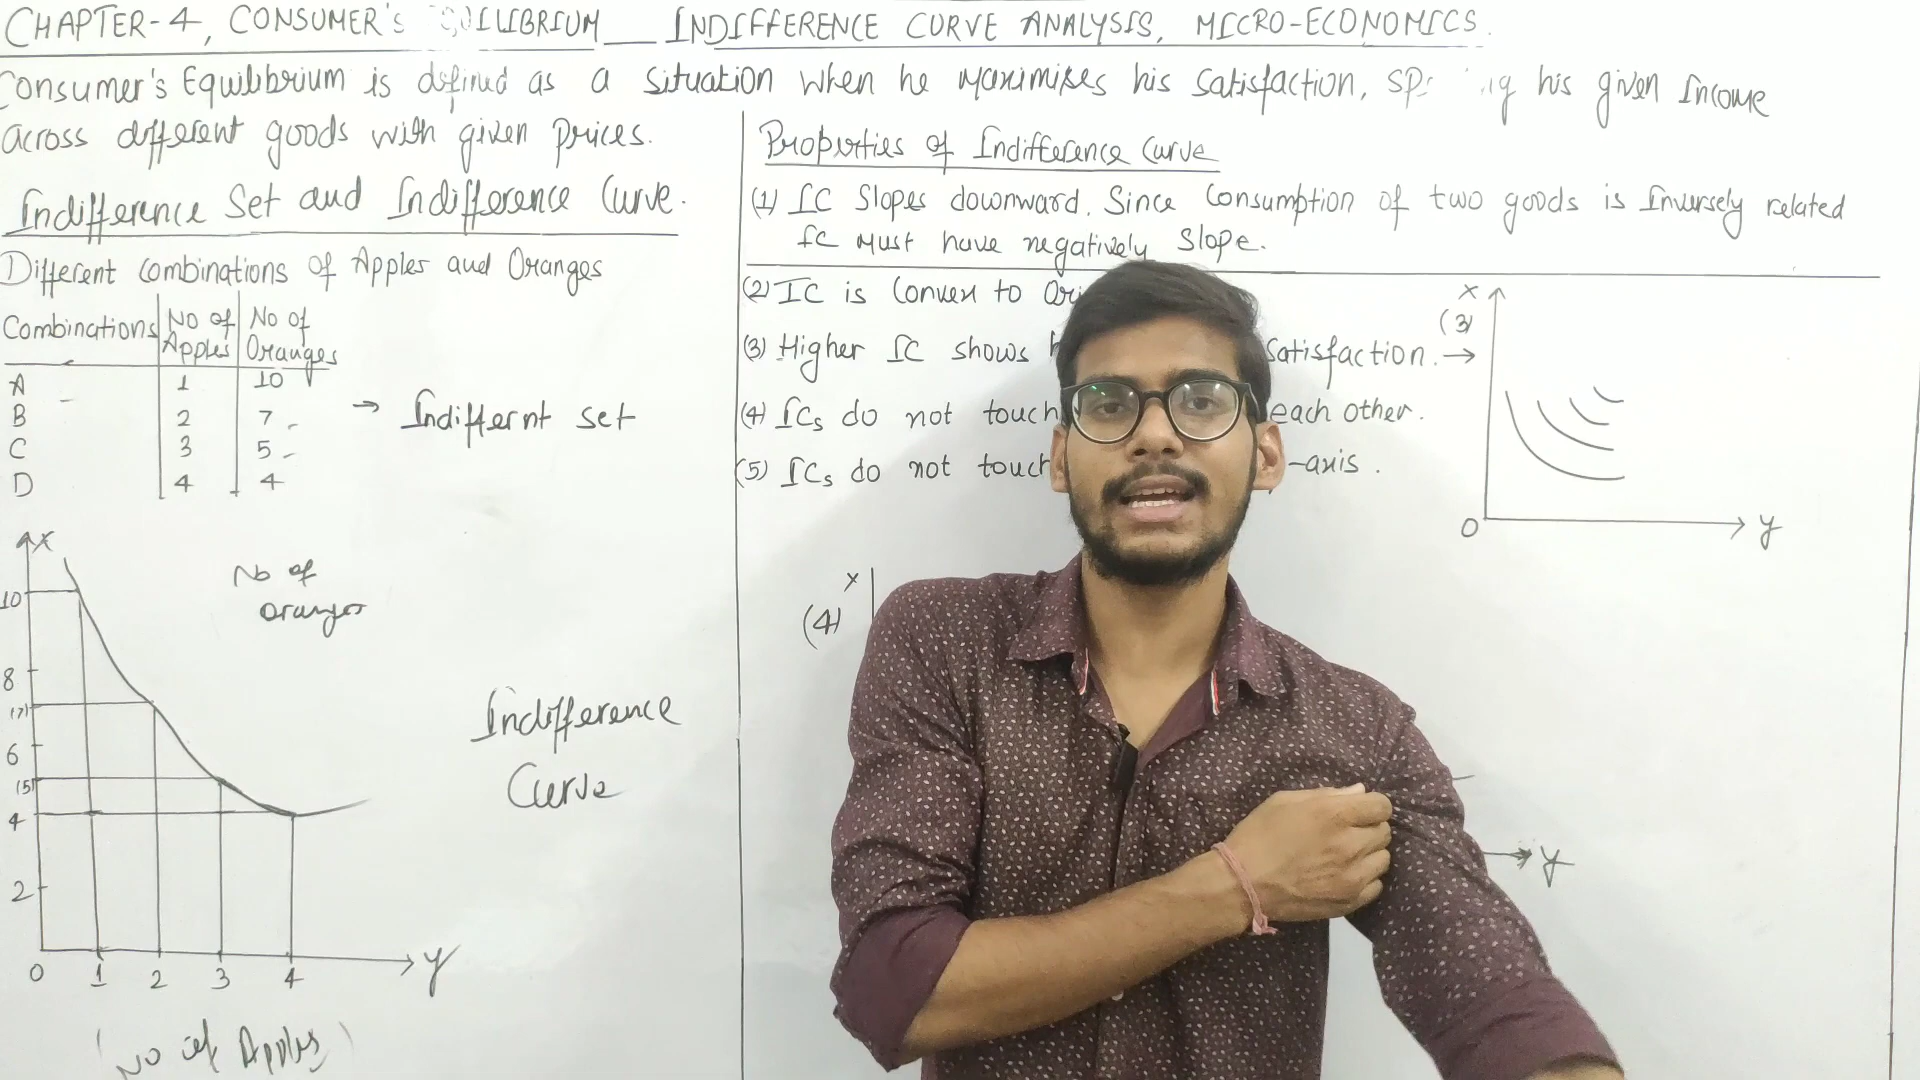 CHAPTER-4, CONSUMER'S EQUILIBRIUM INDIFFERENCE CURVE ANALYSIS, MICRO-ECONOMICS.
Consumer's Equilibrium is defined as a situation when he maximises his satisfaction, his given Income
across different goods with given prices.
Indifference Set and Indifference Curve.
Different Combinations of Apples and Oranges
Combinations No of Apples No of Oranges
A 1 10
B 2 7
C 3 5
D 4 4
→ Indiffernt set
x
10
8
(7)
6
(5)
4
2
0 1 2 3 4 y
No of
oranges
Indifference
Curve
(No of Apples)
Properties of Indifference Curve
(1) IC Slopes downward. Since Consumption of two goods is Inversely related
IC must have negatively Slope.
(2) IC is Convex to
(3) Higher IC shows satisfaction. →
(4) ICs do not touch each other.
(5) ICs do not touch -axis.
x
(3)
0 y
x
(4)
y